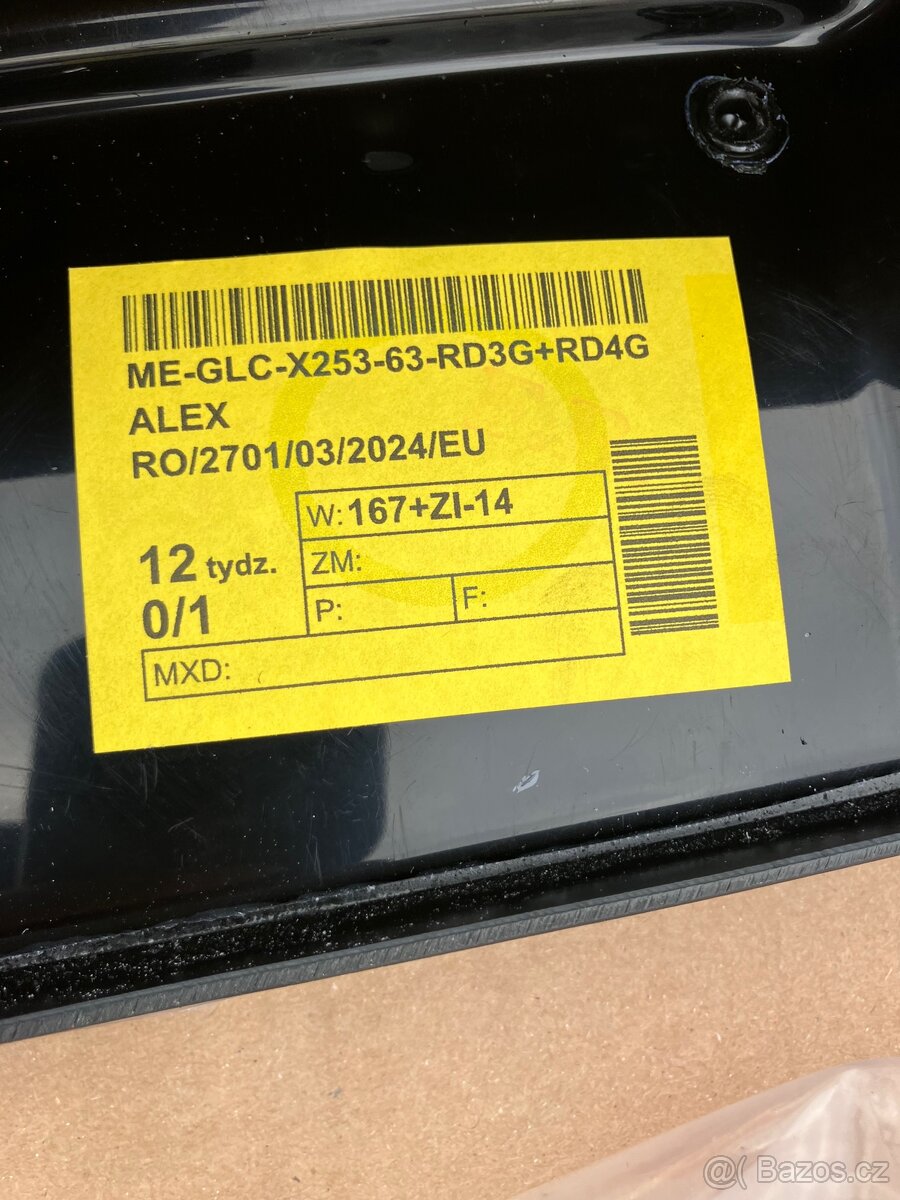 ME-GLC-X253-63-RD3G+RD4G
ALEX
RO/2701/03/2024/EU
W: 167+ZI-14
12 tydz.
ZM:
0/1
P:
F:
MXD:
@( Bazos.cz